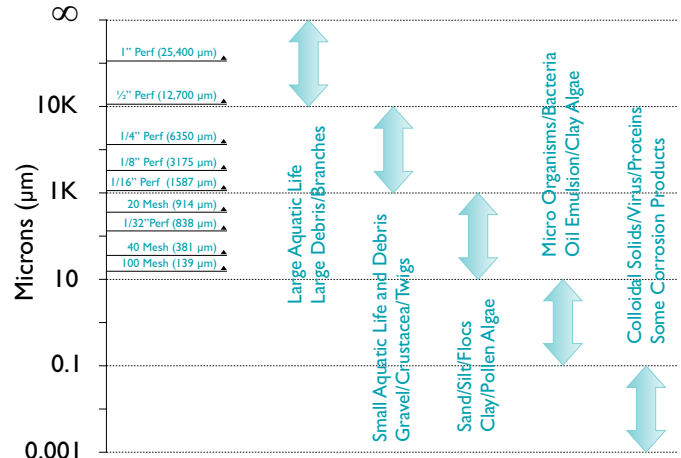 Microns (µm)
∞
1” Perf (25,400 µm)
½” Perf (12,700 µm)
10K
1/4” Perf (6350 µm)
1/8” Perf (3175 µm)
1/16” Perf (1587 µm)
1K
20 Mesh (914 µm)
1/32”Perf (838 µm)
40 Mesh (381 µm)
100 Mesh (139 µm)
10
0.1
0.001
Large Aquatic Life
Large Debris/Branches
Small Aquatic Life and Debris
Gravel/Crustacea/Twigs
Sand/Silt/Flocs
Clay/Pollen Algae
Micro Organisms/Bacteria
Oil Emulsion/Clay Algae
Colloidal Solids/Virus/Proteins
Some Corrosion Products